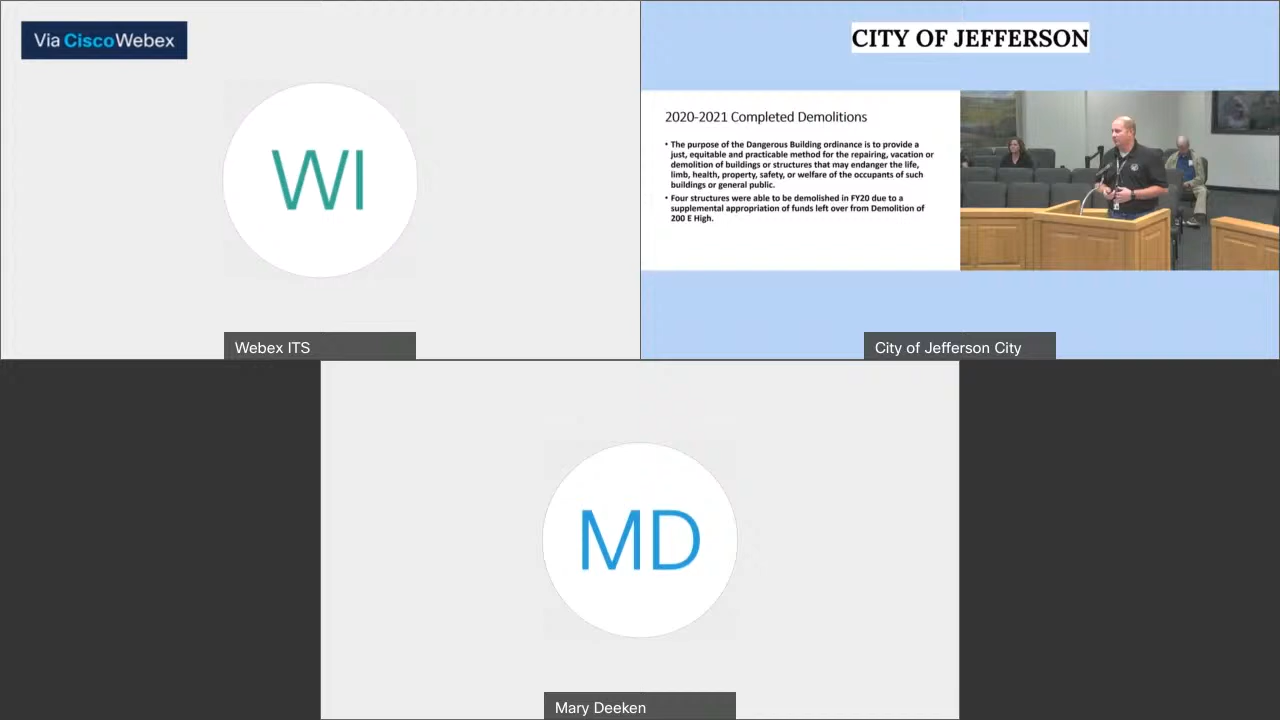 Via Cisco Webex
WI
Webex ITS
CITY OF JEFFERSON
2020-2021 Completed Demolitions
• The purpose of the Dangerous Building ordinance is to provide a
just, equitable and practicable method for the repairing, vacation or
demolition of buildings or structures that may endanger the life,
limb, health, property, safety, or welfare of the occupants of such
buildings or general public.
• Four structures were able to be demolished in FY20 due to a
supplemental appropriation of funds left over from Demolition of
200 E High.
City of Jefferson City
MD
Mary Deeken